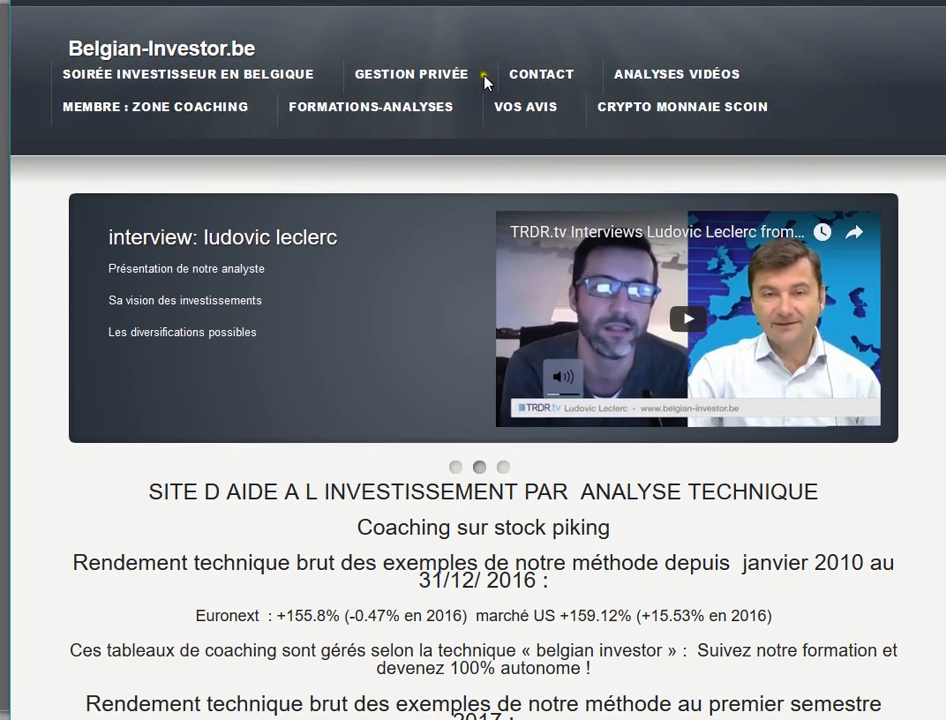 Belgian-Investor.be
SOIRÉE INVESTISSEUR EN BELGIQUE GESTION PRIVÉE CONTACT ANALYSES VIDÉOS
MEMBRE : ZONE COACHING FORMATIONS-ANALYSES VOS AVIS CRYPTO MONNAIE SCOIN
interview: ludovic leclerc
Présentation de notre analyste
Sa vision des investissements
Les diversifications possibles
TRDR.tv Interviews Ludovic Leclerc from...
TRDR.tv Ludovic Leclerc - www.belgian-investor.be
SITE D AIDE A L INVESTISSEMENT PAR ANALYSE TECHNIQUE
Coaching sur stock piking
Rendement technique brut des exemples de notre méthode depuis janvier 2010 au
31/12/ 2016 :
Euronext : +155.8% (-0.47% en 2016) marché US +159.12% (+15.53% en 2016)
Ces tableaux de coaching sont gérés selon la technique « belgian investor » : Suivez notre formation et
devenez 100% autonome !
Rendement technique brut des exemples de notre méthode au premier semestre
2017 :